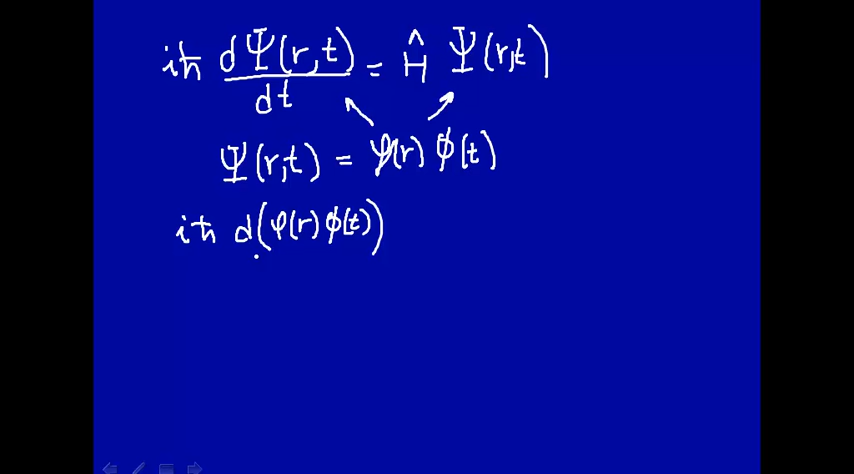 iħ dΨ(r,t)/dt = Ĥ Ψ(r,t)
Ψ(r,t) = φ(r) ϕ(t)
iħ d(φ(r) ϕ(t))